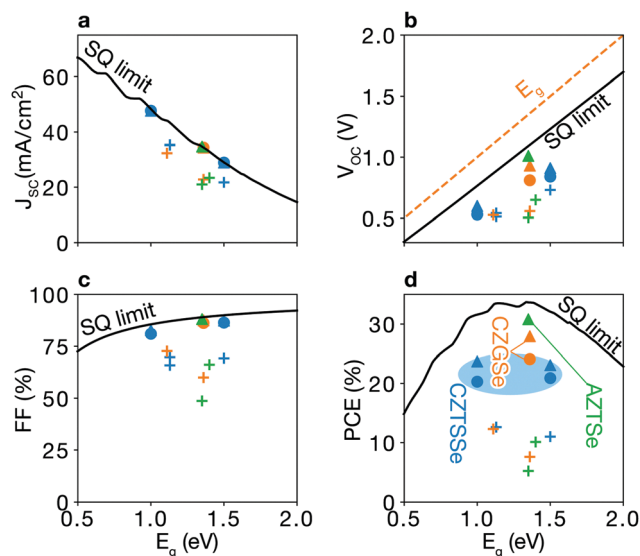 a
b
SQ limit
J_SC(mA/cm²)
60
40
20
0
E_g
SQ limit
V_OC (V)
2.0
1.5
1.0
0.5
c
d
SQ limit
FF (%)
100
75
50
25
0
0.5
1.0
1.5
2.0
E_g (eV)
SQ limit
CZTSSe
CZGSe
AZTSe
PCE (%)
30
20
10
0
0.5
1.0
1.5
2.0
E_g (eV)